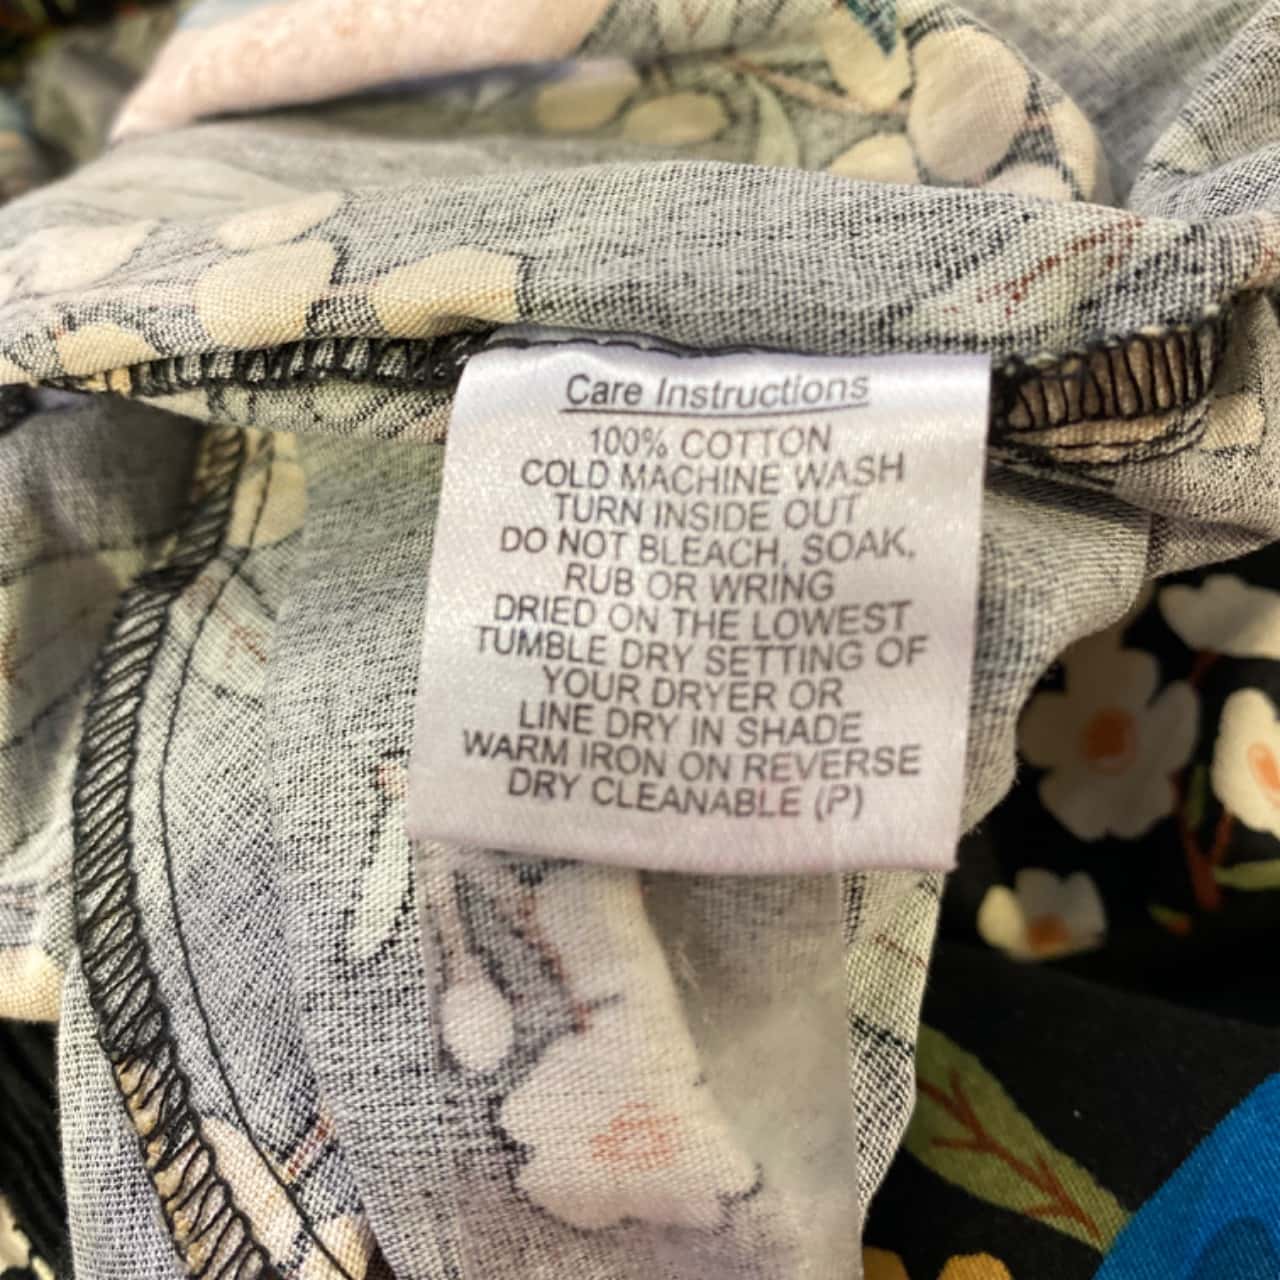 Care Instructions
100% COTTON
COLD MACHINE WASH
TURN INSIDE OUT
DO NOT BLEACH, SOAK,
RUB OR WRING
DRIED ON THE LOWEST
TUMBLE DRY SETTING OF
YOUR DRYER OR
LINE DRY IN SHADE
WARM IRON ON REVERSE
DRY CLEANABLE (P)